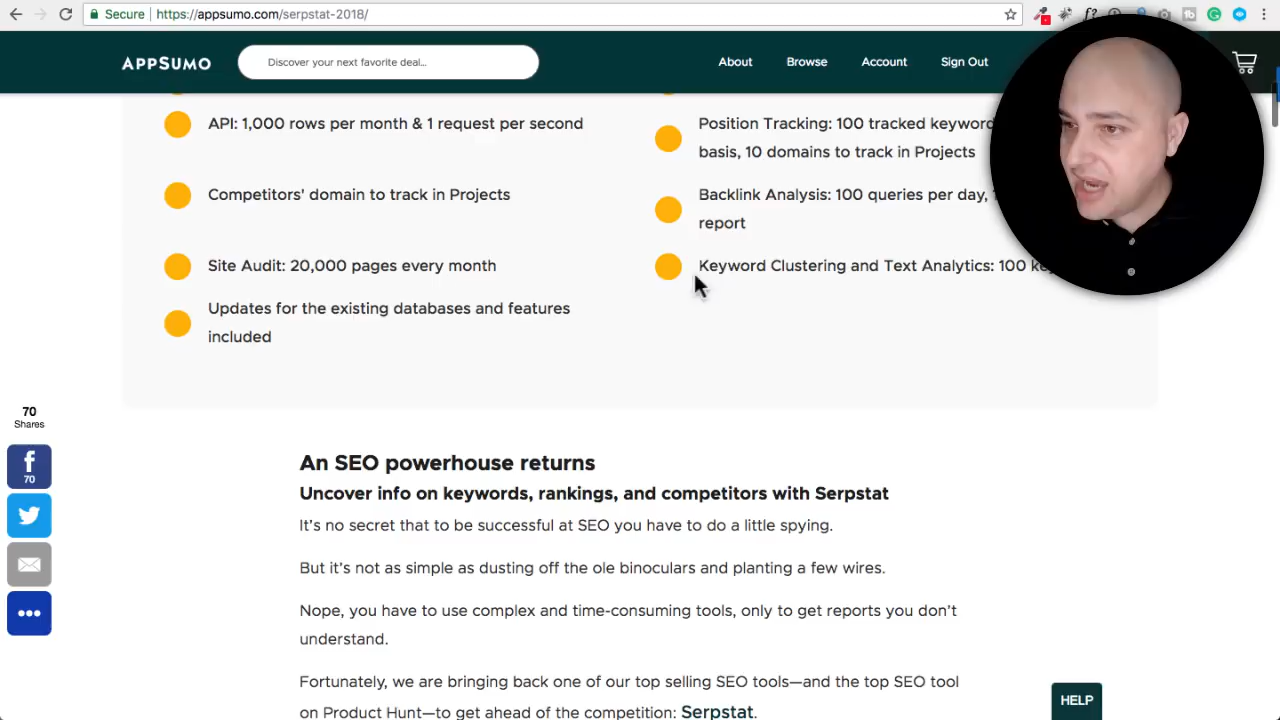 Secure
https://appsumo.com/serpstat-2018/
APPSUMO
Discover your next favorite deal...
About
Browse
Account
Sign Out
API: 1,000 rows per month & 1 request per second
Position Tracking: 100 tracked keyword
basis, 10 domains to track in Projects
Competitors' domain to track in Projects
Backlink Analysis: 100 queries per day,
report
Site Audit: 20,000 pages every month
Keyword Clustering and Text Analytics: 100
Updates for the existing databases and features
included
70
Shares
f
70
An SEO powerhouse returns
Uncover info on keywords, rankings, and competitors with Serpstat
It's no secret that to be successful at SEO you have to do a little spying.
But it's not as simple as dusting off the ole binoculars and planting a few wires.
Nope, you have to use complex and time-consuming tools, only to get reports you don't
understand.
Fortunately, we are bringing back one of our top selling SEO tools—and the top SEO tool
on Product Hunt—to get ahead of the competition: Serpstat.
HELP